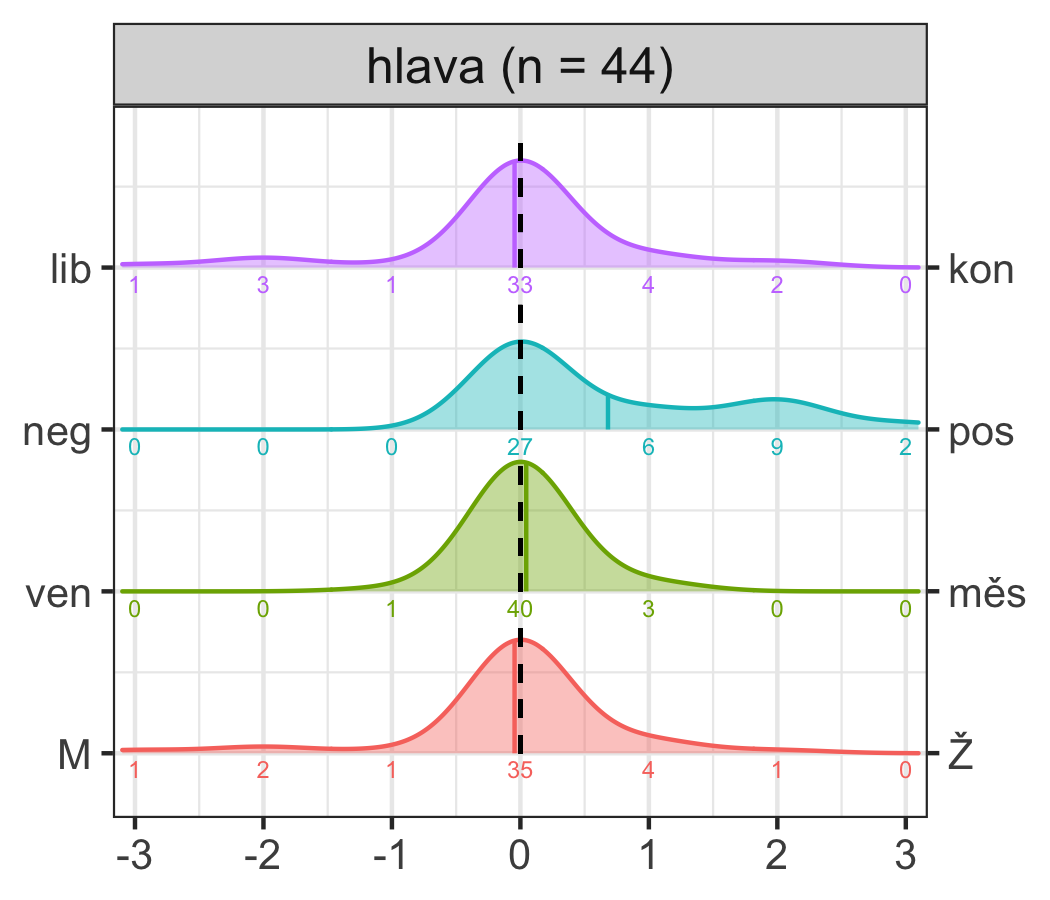 hlava (n = 44)
lib kon
1 3 1 33 4 2 0
neg pos
0 0 0 27 6 9 2
ven měs
0 0 1 40 3 0 0
M Ž
1 2 1 35 4 1 0
-3 -2 -1 0 1 2 3